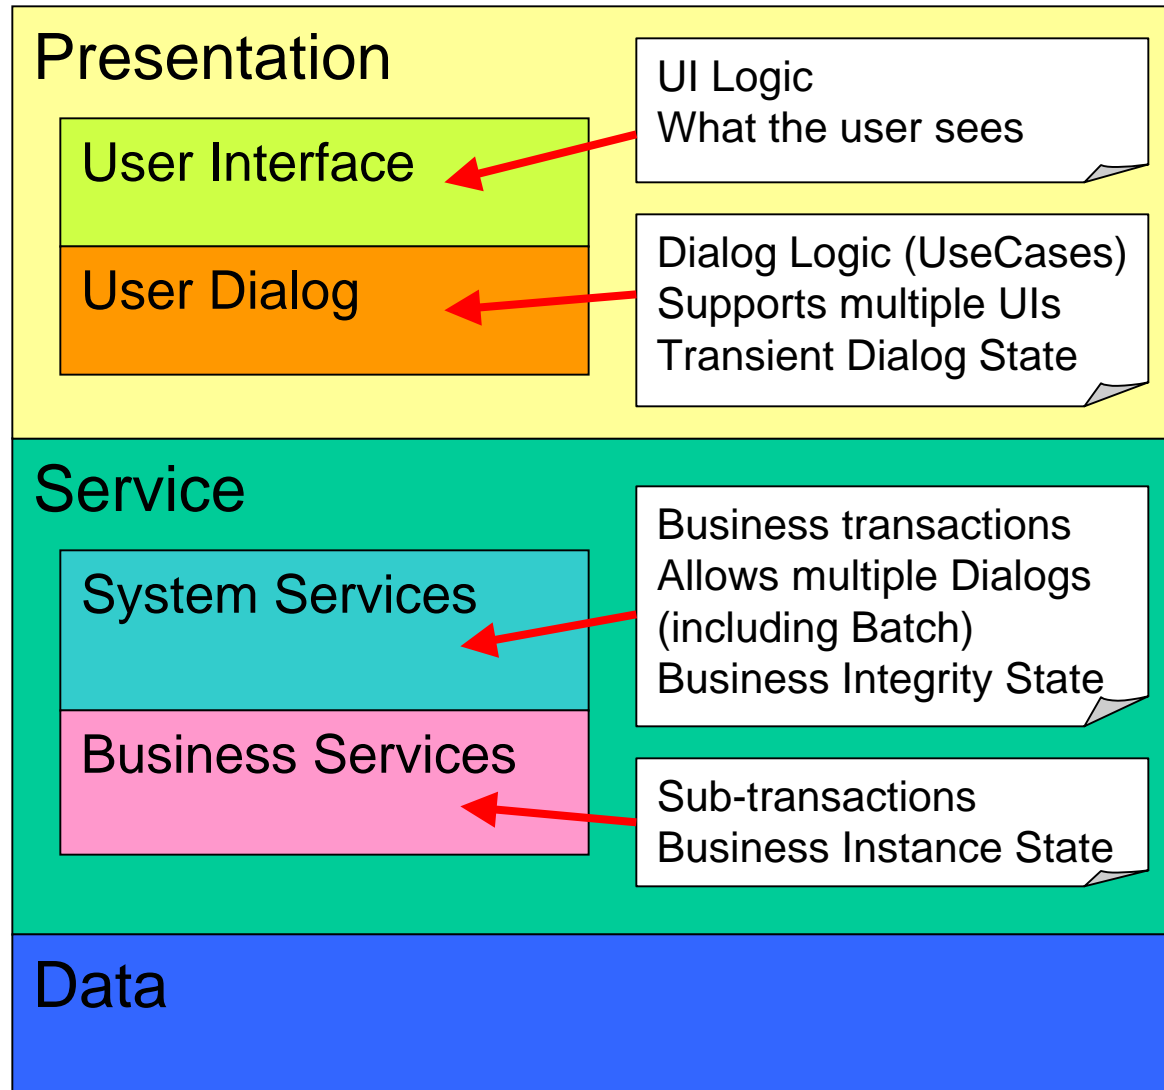 Presentation
User Interface
UI Logic
What the user sees
User Dialog
Dialog Logic (UseCases)
Supports multiple UIs
Transient Dialog State
Service
System Services
Business transactions
Allows multiple Dialogs
(including Batch)
Business Integrity State
Business Services
Sub-transactions
Business Instance State
Data